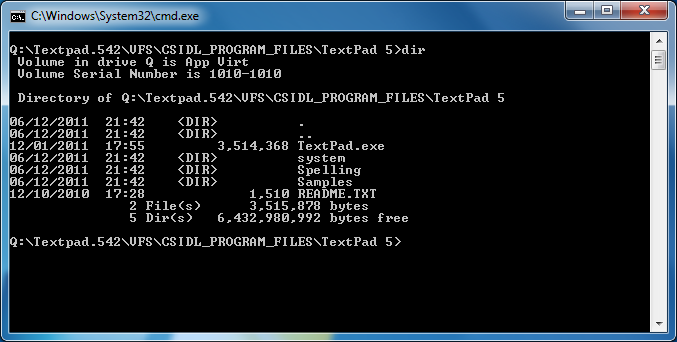 C:\Windows\System32\cmd.exe
Q:\Textpad.542\VFS\CSIDL_PROGRAM_FILES\TextPad 5>dir
Volume in drive Q is App Virt
Volume Serial Number is 1010-1010
Directory of Q:\Textpad.542\VFS\CSIDL_PROGRAM_FILES\TextPad 5
06/12/2011  21:42    <DIR>          .
06/12/2011  21:42    <DIR>          ..
12/01/2011  17:55         3,514,368 TextPad.exe
06/12/2011  21:42    <DIR>          system
06/12/2011  21:42    <DIR>          Spelling
06/12/2011  21:42    <DIR>          Samples
12/10/2010  17:28             1,510 README.TXT
2 File(s)      3,515,878 bytes
5 Dir(s)   6,432,980,992 bytes free
Q:\Textpad.542\VFS\CSIDL_PROGRAM_FILES\TextPad 5>